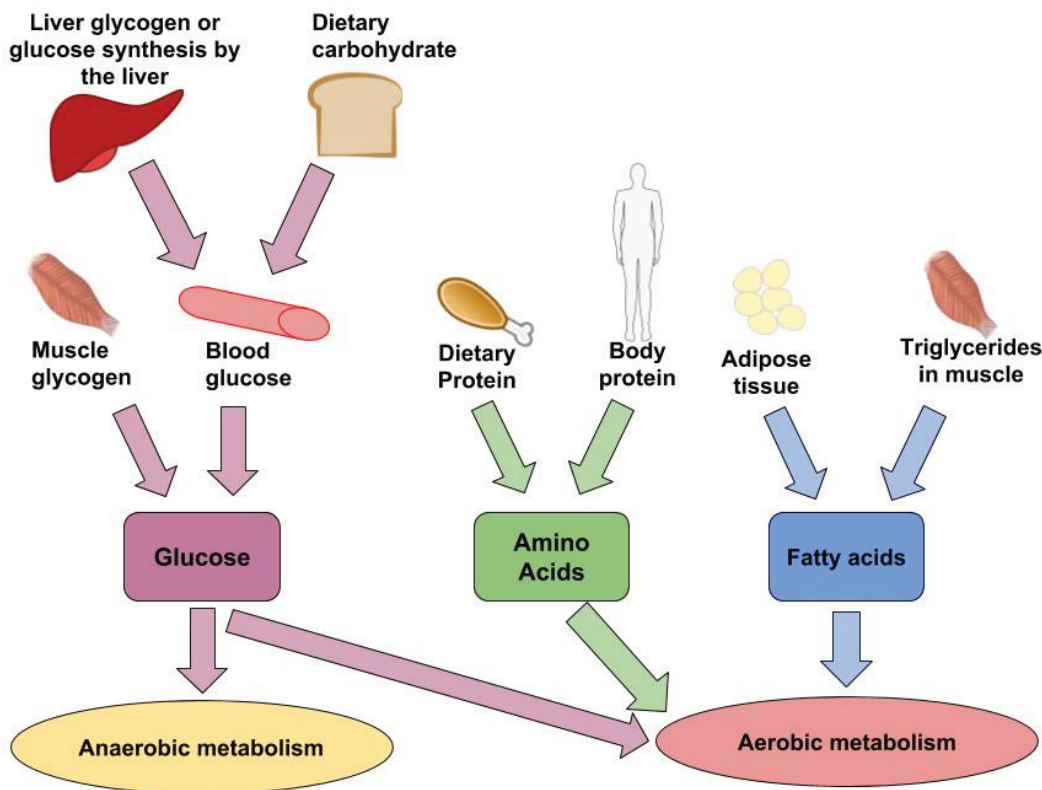 Liver glycogen or
glucose synthesis by
the liver
Dietary
carbohydrate
Muscle
glycogen
Blood
glucose
Dietary
Protein
Body
protein
Adipose
tissue
Triglycerides
in muscle
Glucose
Amino
Acids
Fatty acids
Anaerobic metabolism
Aerobic metabolism